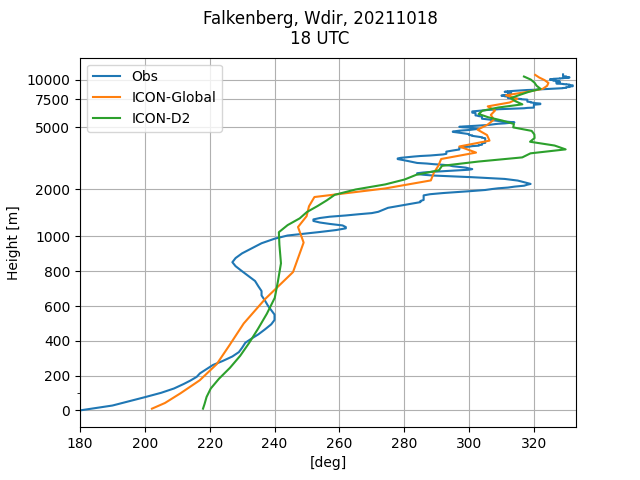 Falkenberg, Wdir, 20211018
18 UTC
Obs
ICON-Global
ICON-D2
10000
7500
5000
2000
1000
800
600
400
200
0
Height [m]
180 200 220 240 260 280 300 320
[deg]